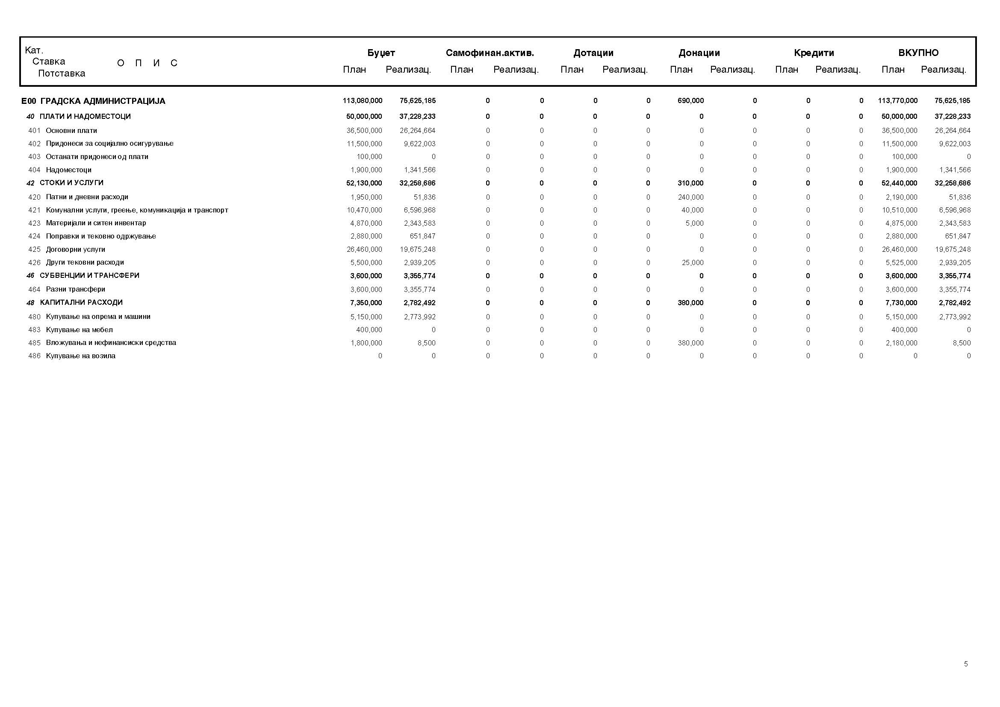 Кат.
Ставка
Потставка
О П И С
Буџет Самофинан.актив. Дотации Донации Кредити ВКУПНО
План Реализац. План Реализац. План Реализац. План Реализац. План Реализац. План Реализац.
E00 ГРАДСКА АДМИНИСТРАЦИЈА 113,080,000 75,625,185 0 0 0 0 690,000 0 0 0 113,770,000 75,625,185
40 ПЛАТИ И НАДОМЕСТОЦИ 50,000,000 37,228,233 0 0 0 0 0 0 0 0 50,000,000 37,228,233
401 Основни плати 36,500,000 26,264,664 0 0 0 0 0 0 0 0 36,500,000 26,264,664
402 Придонеси за социјално осигурување 11,500,000 9,622,003 0 0 0 0 0 0 0 0 11,500,000 9,622,003
403 Останати придонеси од плати 100,000 0 0 0 0 0 0 0 0 0 100,000 0
404 Надоместоци 1,900,000 1,341,566 0 0 0 0 0 0 0 0 1,900,000 1,341,566
42 СТОКИ И УСЛУГИ 52,130,000 32,258,686 0 0 0 0 310,000 0 0 0 52,440,000 32,258,686
420 Патни и дневни расходи 1,950,000 51,836 0 0 0 0 240,000 0 0 0 2,190,000 51,836
421 Комунални услуги, греење, комуникација и транспорт 10,470,000 6,596,968 0 0 0 0 40,000 0 0 0 10,510,000 6,596,968
423 Материјали и ситен инвентар 4,870,000 2,343,583 0 0 0 0 5,000 0 0 0 4,875,000 2,343,583
424 Поправки и тековно одржување 2,880,000 651,847 0 0 0 0 0 0 0 0 2,880,000 651,847
425 Договорни услуги 26,460,000 19,675,248 0 0 0 0 0 0 0 0 26,460,000 19,675,248
426 Други тековни расходи 5,500,000 2,939,205 0 0 0 0 25,000 0 0 0 5,525,000 2,939,205
46 СУБВЕНЦИИ И ТРАНСФЕРИ 3,600,000 3,355,774 0 0 0 0 0 0 0 0 3,600,000 3,355,774
464 Разни трансфери 3,600,000 3,355,774 0 0 0 0 0 0 0 0 3,600,000 3,355,774
48 КАПИТАЛНИ РАСХОДИ 7,350,000 2,782,492 0 0 0 0 380,000 0 0 0 7,730,000 2,782,492
480 Купување на опрема и машини 5,150,000 2,773,992 0 0 0 0 0 0 0 0 5,150,000 2,773,992
483 Купување на мебел 400,000 0 0 0 0 0 0 0 0 0 400,000 0
485 Вложувања и нефинансиски средства 1,800,000 8,500 0 0 0 0 380,000 0 0 0 2,180,000 8,500
486 Купување на возила 0 0 0 0 0 0 0 0 0 0 0 0
5